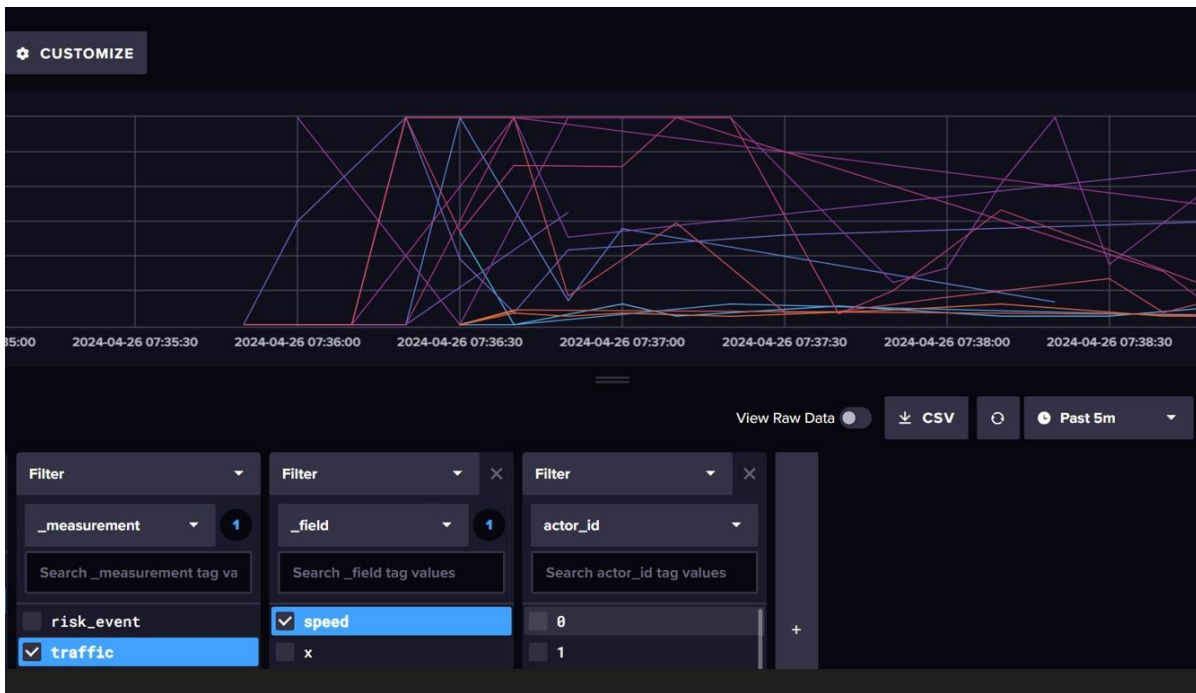 CUSTOMIZE
35:00
2024-04-26 07:35:30
2024-04-26 07:36:00
2024-04-26 07:36:30
2024-04-26 07:37:00
2024-04-26 07:37:30
2024-04-26 07:38:00
2024-04-26 07:38:30
View Raw Data
CSV
Past 5m
Filter
Filter
Filter
_measurement
1
_field
1
actor_id
Search _measurement tag va
Search _field tag values
Search actor_id tag values
risk_event
speed
0
+
traffic
x
1